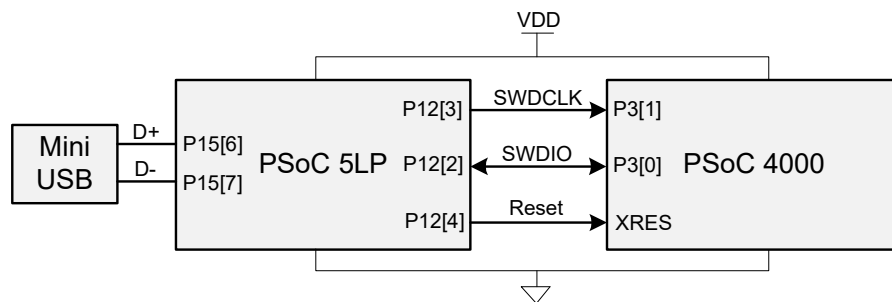 VDD
Mini
USB
D+
D-
P15[6]
P15[7]
PSoC 5LP
P12[3]
P12[2]
P12[4]
SWDCLK
SWDIO
Reset
P3[1]
P3[0]
XRES
PSoC 4000